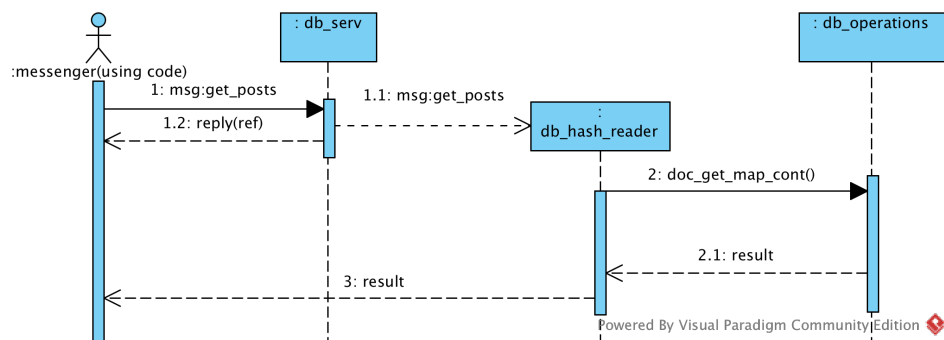 : db_serv
: db_operations
:messenger(using code)
1: msg:get_posts
1.1: msg:get_posts
1.2: reply(ref)
:
db_hash_reader
2: doc_get_map_cont()
2.1: result
3: result
Powered By Visual Paradigm Community Edition